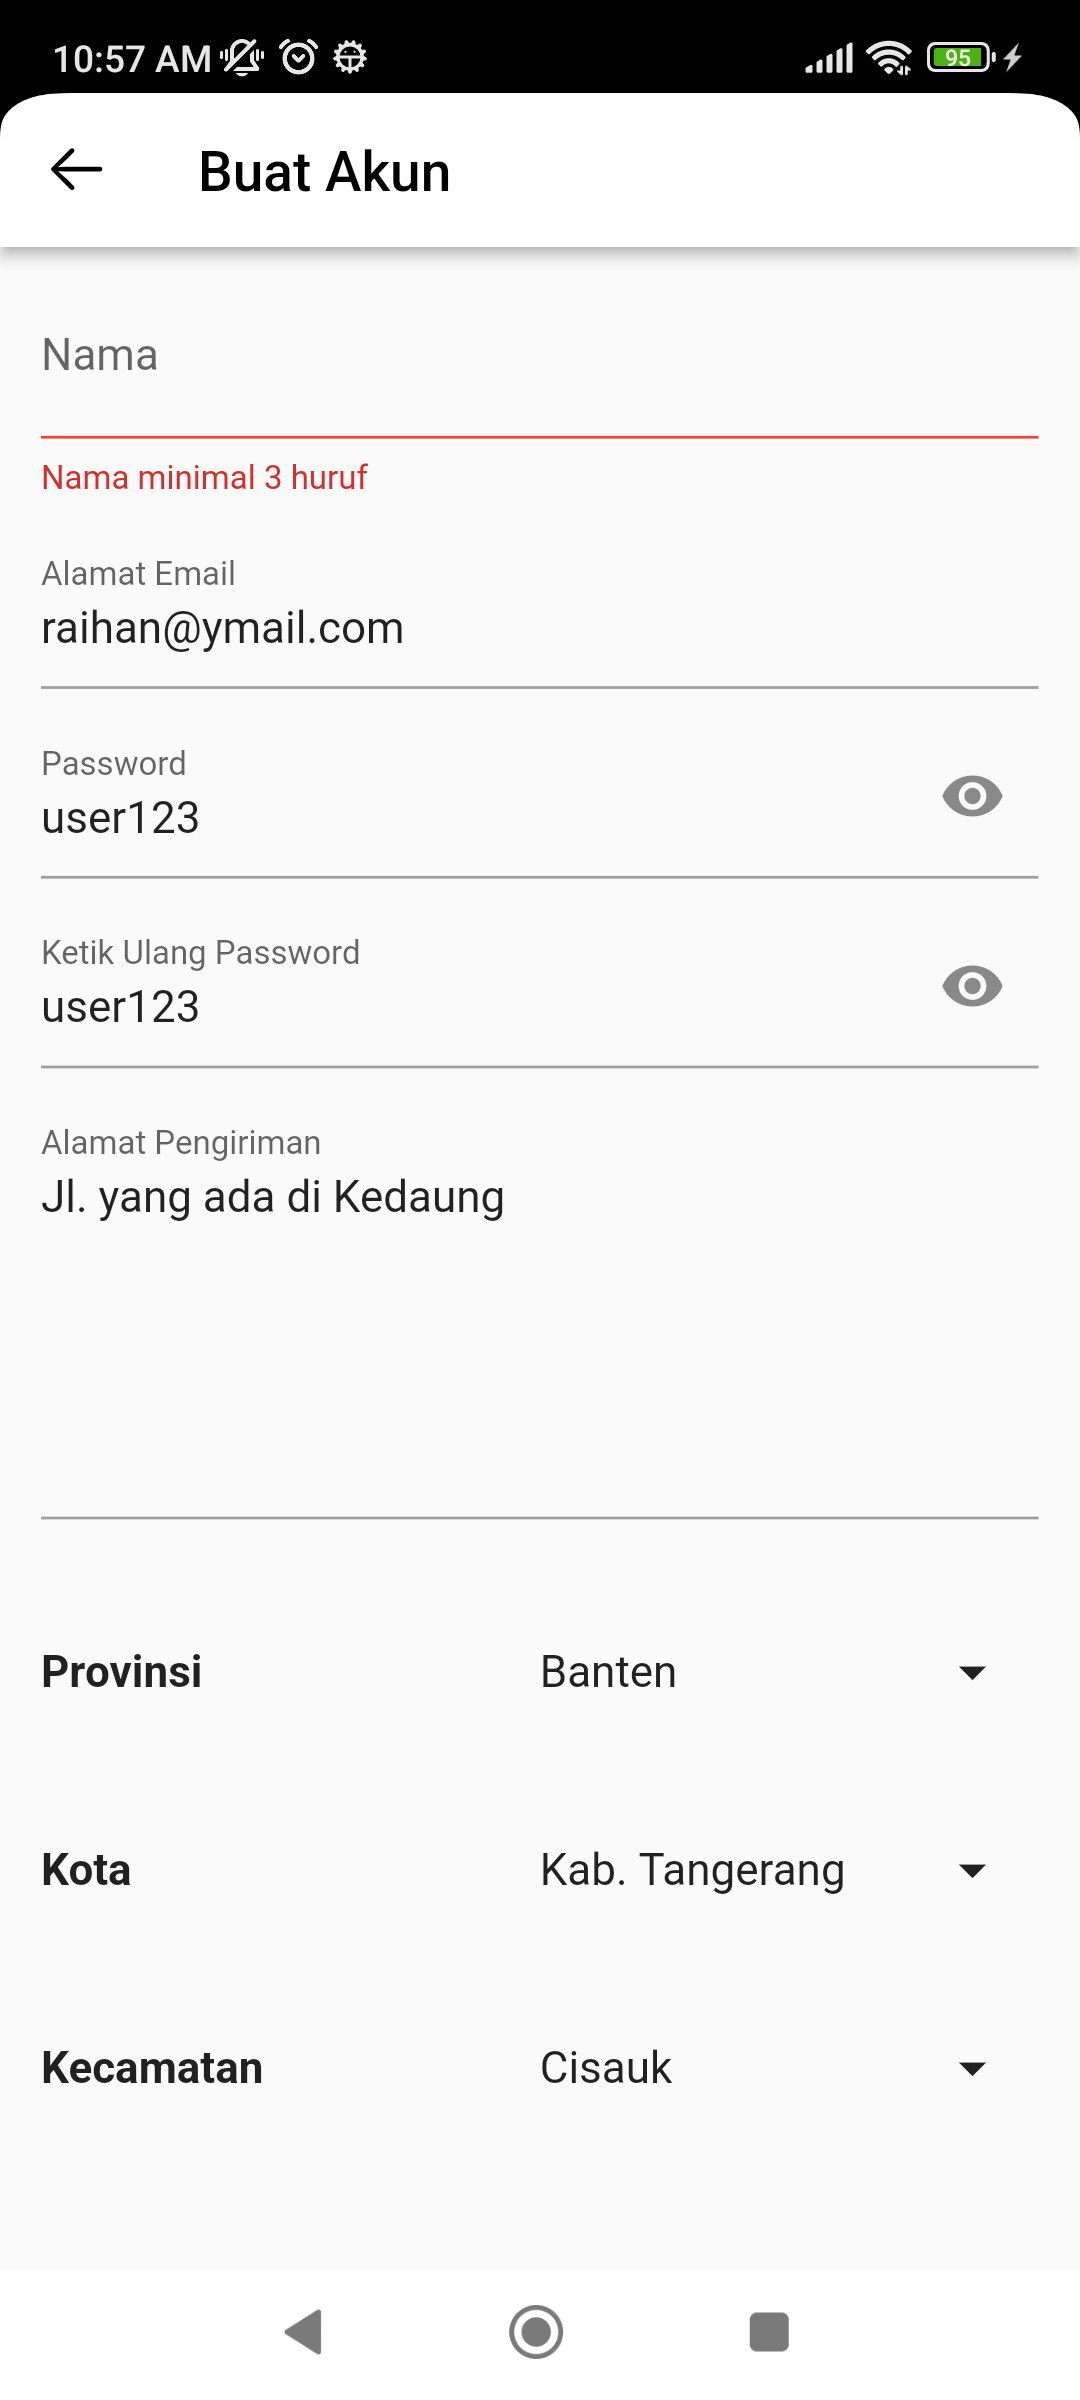 10:57 AM
95
Buat Akun
Nama
Nama minimal 3 huruf
Alamat Email
raihan@ymail.com
Password
user123
Ketik Ulang Password
user123
Alamat Pengiriman
Jl. yang ada di Kedaung
Provinsi Banten
Kota Kab. Tangerang
Kecamatan Cisauk